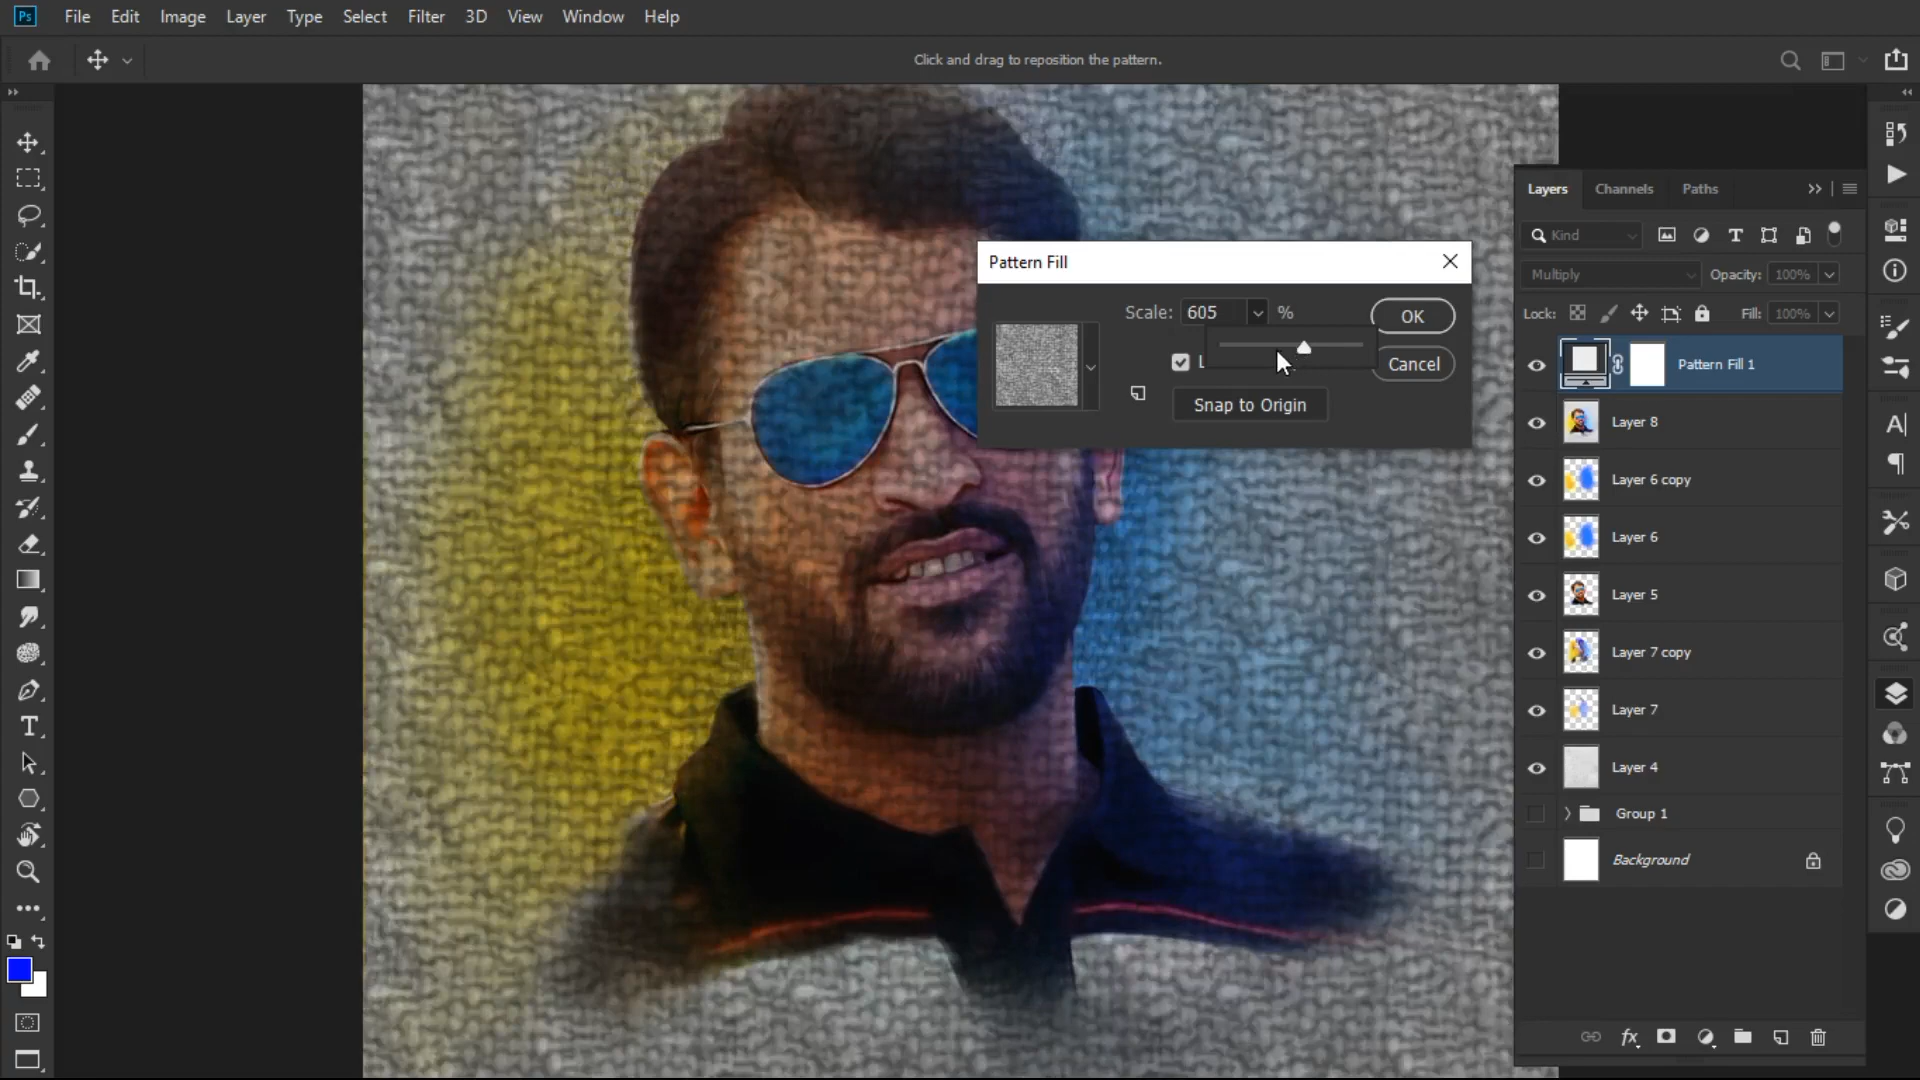 Ps File Edit Image Layer Type Select Filter 3D View Window Help
Click and drag to reposition the pattern.
Layers Channels Paths
Kind
Multiply Opacity: 100%
Lock: Fill: 100%
Pattern Fill
Scale: 605 %
OK
L
Cancel
Snap to Origin
Pattern Fill 1
Layer 8
Layer 6 copy
Layer 6
Layer 5
Layer 7 copy
Layer 7
Layer 4
Group 1
Background